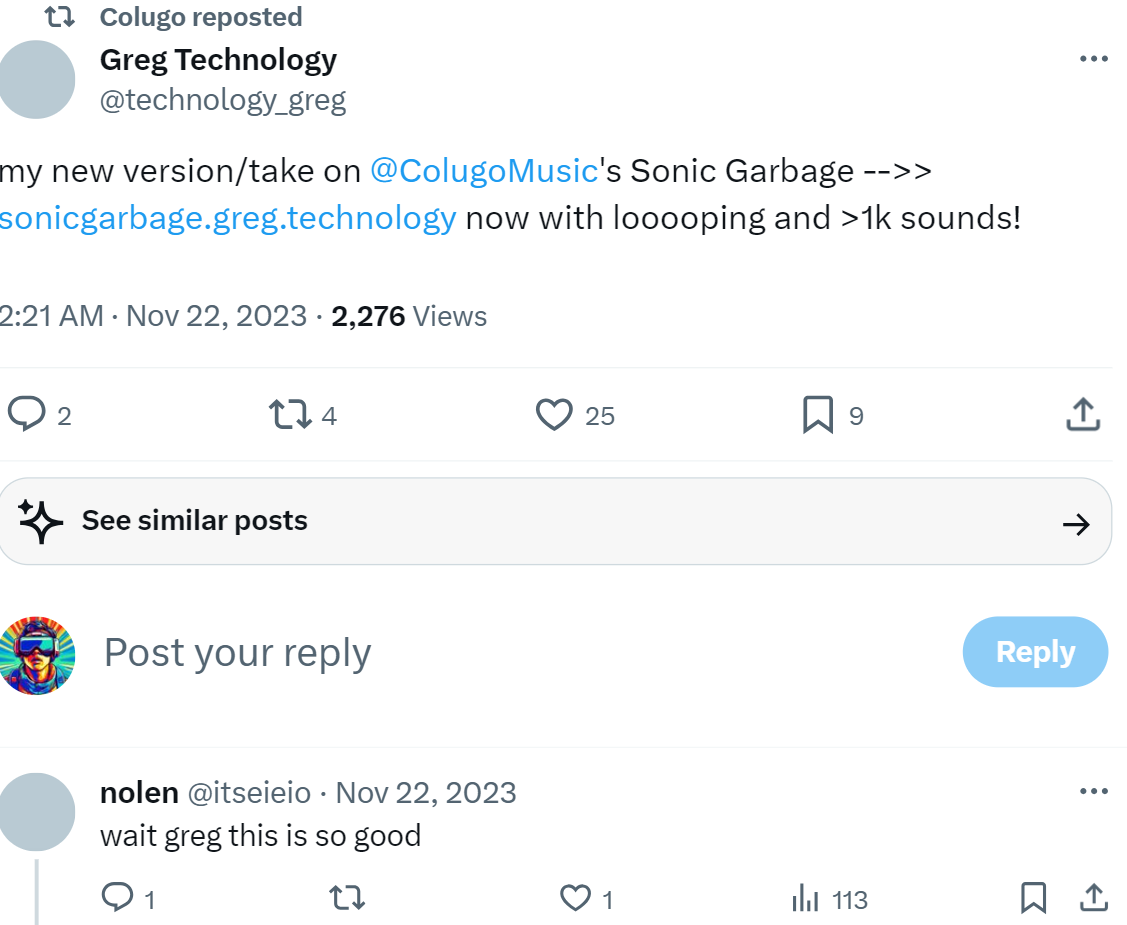 Colugo reposted
Greg Technology
@technology_greg
my new version/take on @ColugoMusic's Sonic Garbage -->>
sonicgarbage.greg.technology now with looooping and >1k sounds!
2:21 AM · Nov 22, 2023 · 2,276 Views
2 4 25 9
See similar posts
Post your reply Reply
nolen @itseieio · Nov 22, 2023
wait greg this is so good
1 1 113